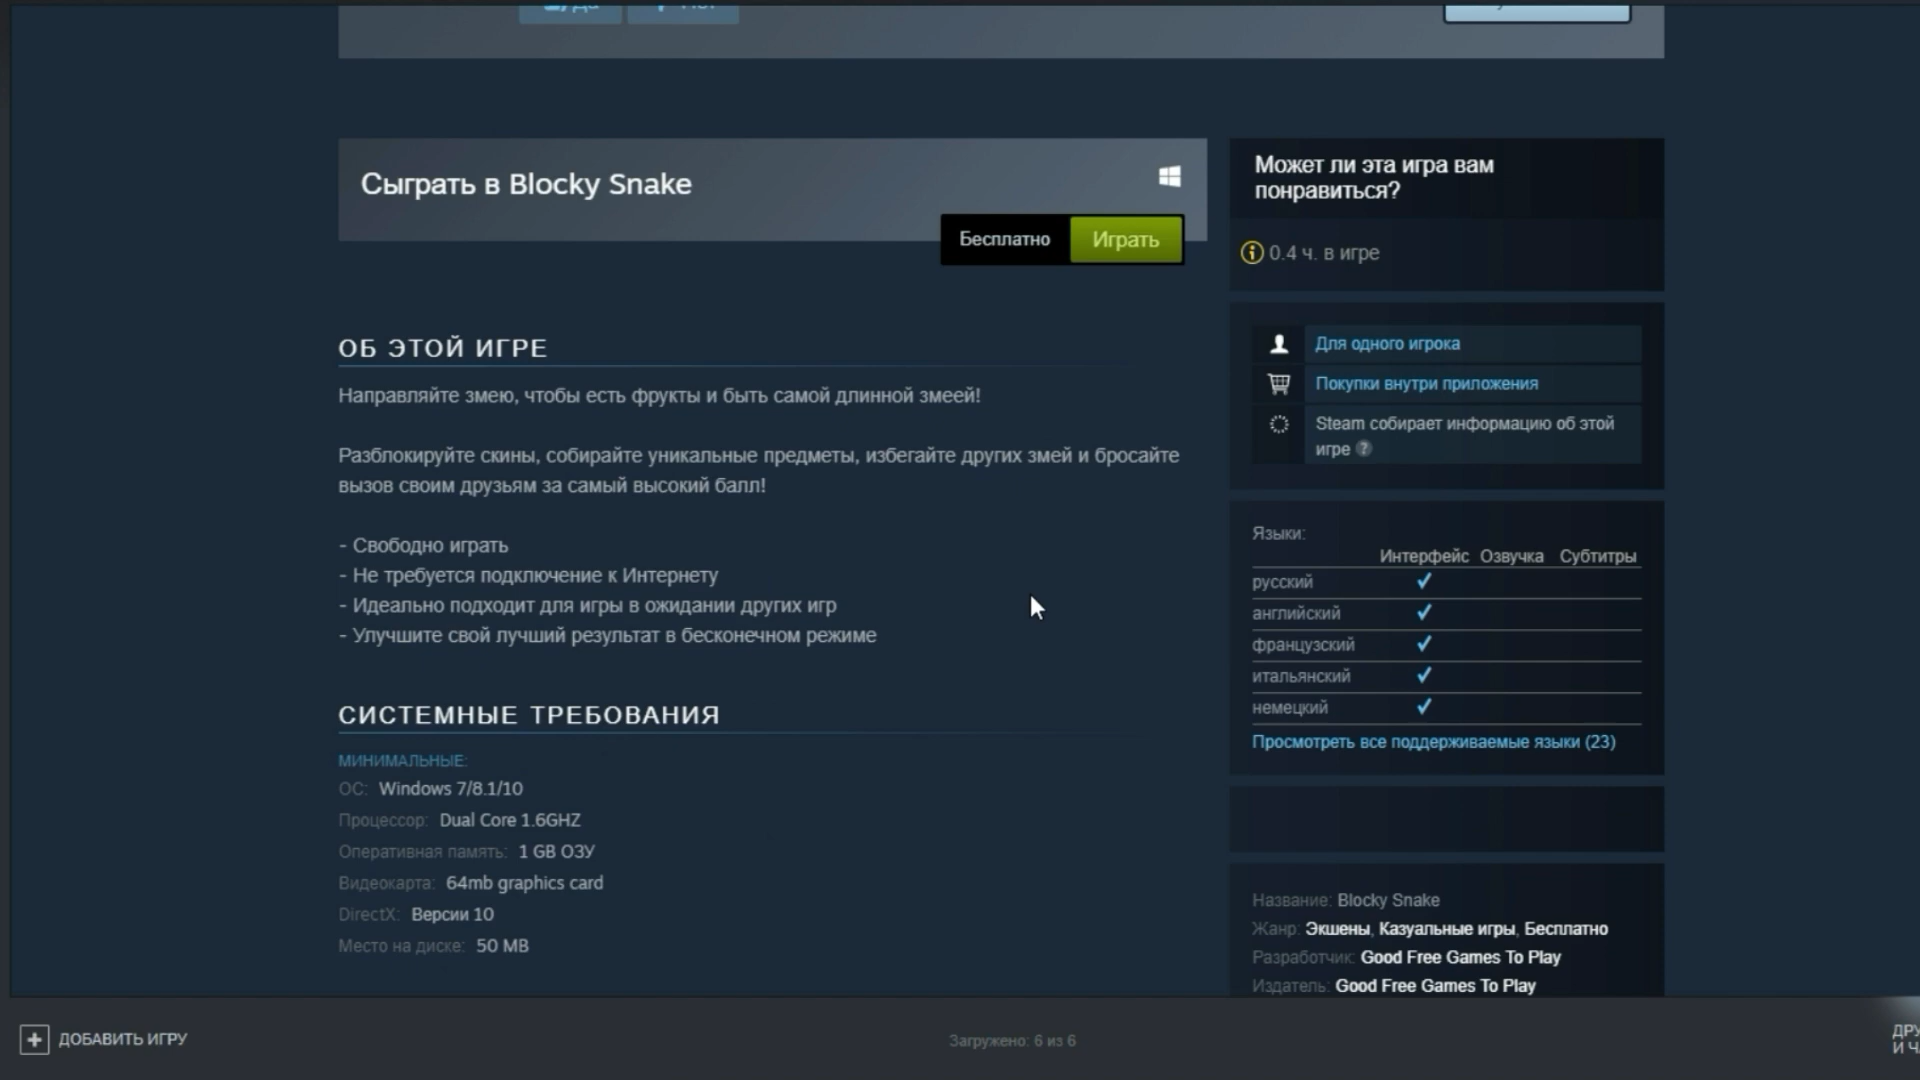 Сыграть в Blocky Snake
Бесплатно
Играть
ОБ ЭТОЙ ИГРЕ
Направляйте змею, чтобы есть фрукты и быть самой длинной змеей!
Разблокируйте скины, собирайте уникальные предметы, избегайте других змей и бросайте
вызов своим друзьям за самый высокий балл!
- Свободно играть
- Не требуется подключение к Интернету
- Идеально подходит для игры в ожидании других игр
- Улучшите свой лучший результат в бесконечном режиме
СИСТЕМНЫЕ ТРЕБОВАНИЯ
МИНИМАЛЬНЫЕ:
ОС: Windows 7/8.1/10
Процессор: Dual Core 1.6GHZ
Оперативная память: 1 GB ОЗУ
Видеокарта: 64mb graphics card
DirectX: Версии 10
Место на диске: 50 MB
Может ли эта игра вам
понравиться?
0.4 ч. в игре
Для одного игрока
Покупки внутри приложения
Steam собирает информацию об этой
игре ?
Языки:
Интерфейс Озвучка Субтитры
русский ✓
английский ✓
французский ✓
итальянский ✓
немецкий ✓
Просмотреть все поддерживаемые языки (23)
Название: Blocky Snake
Жанр: Экшены, Казуальные игры, Бесплатно
Разработчик: Good Free Games To Play
Издатель: Good Free Games To Play
+ ДОБАВИТЬ ИГРУ
Загружено: 6 из 6